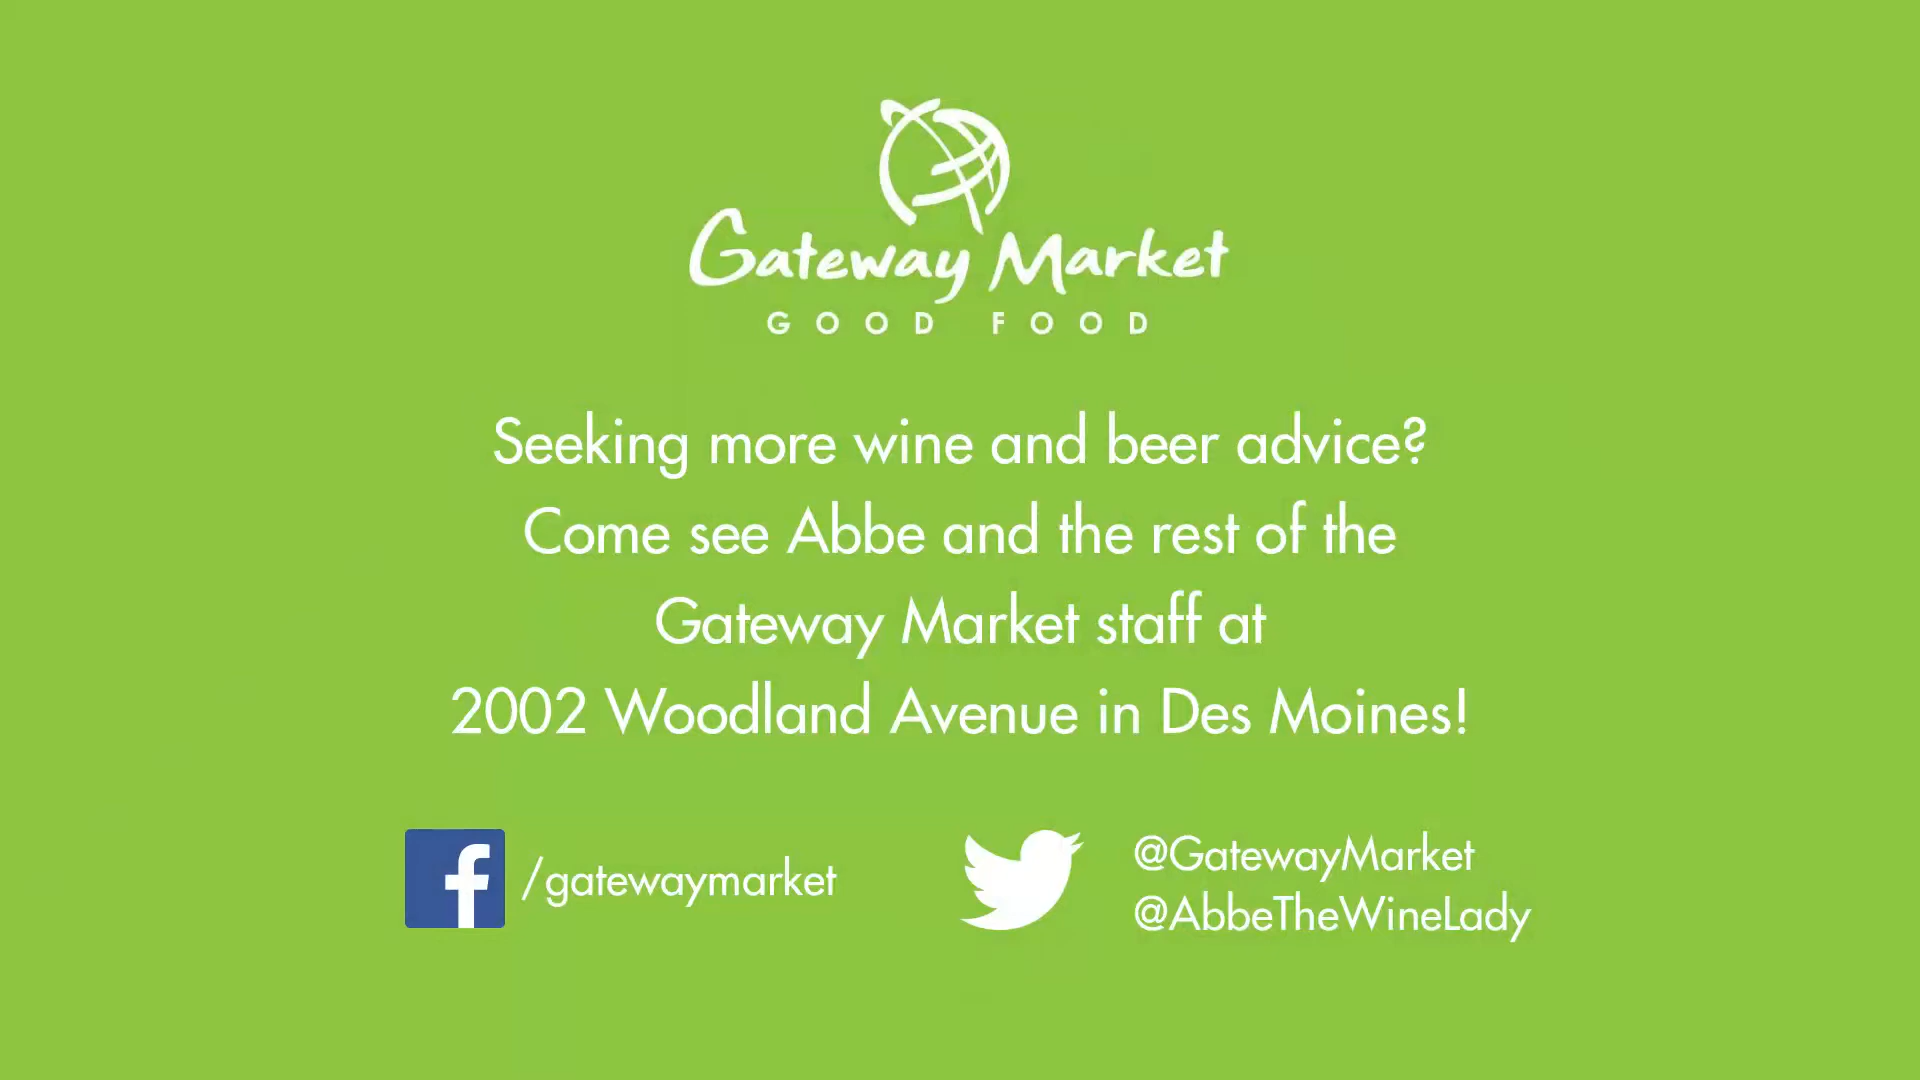 Gateway Market
GOOD FOOD
Seeking more wine and beer advice?
Come see Abbe and the rest of the
Gateway Market staff at
2002 Woodland Avenue in Des Moines!
f /gatewaymarket
@GatewayMarket
@AbbeTheWineLady